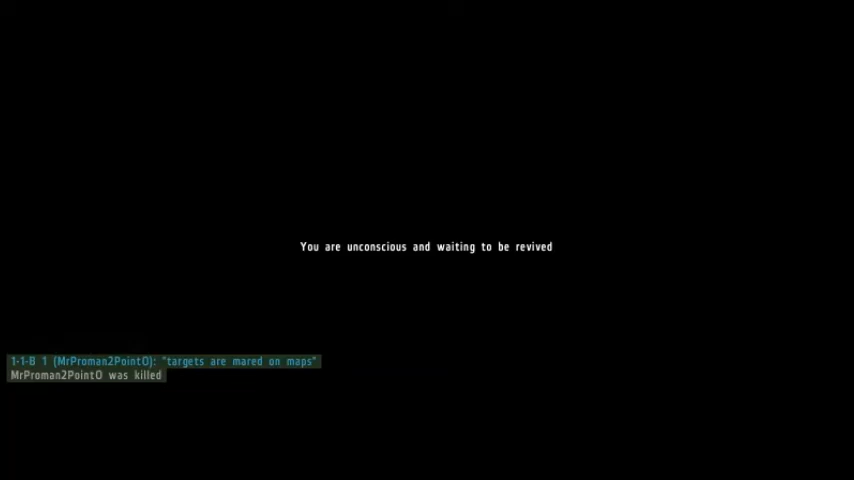 You are unconscious and waiting to be revived
1-1-B 1 (MrProman2PointO): "targets are mared on maps"
MrProman2PointO was killed